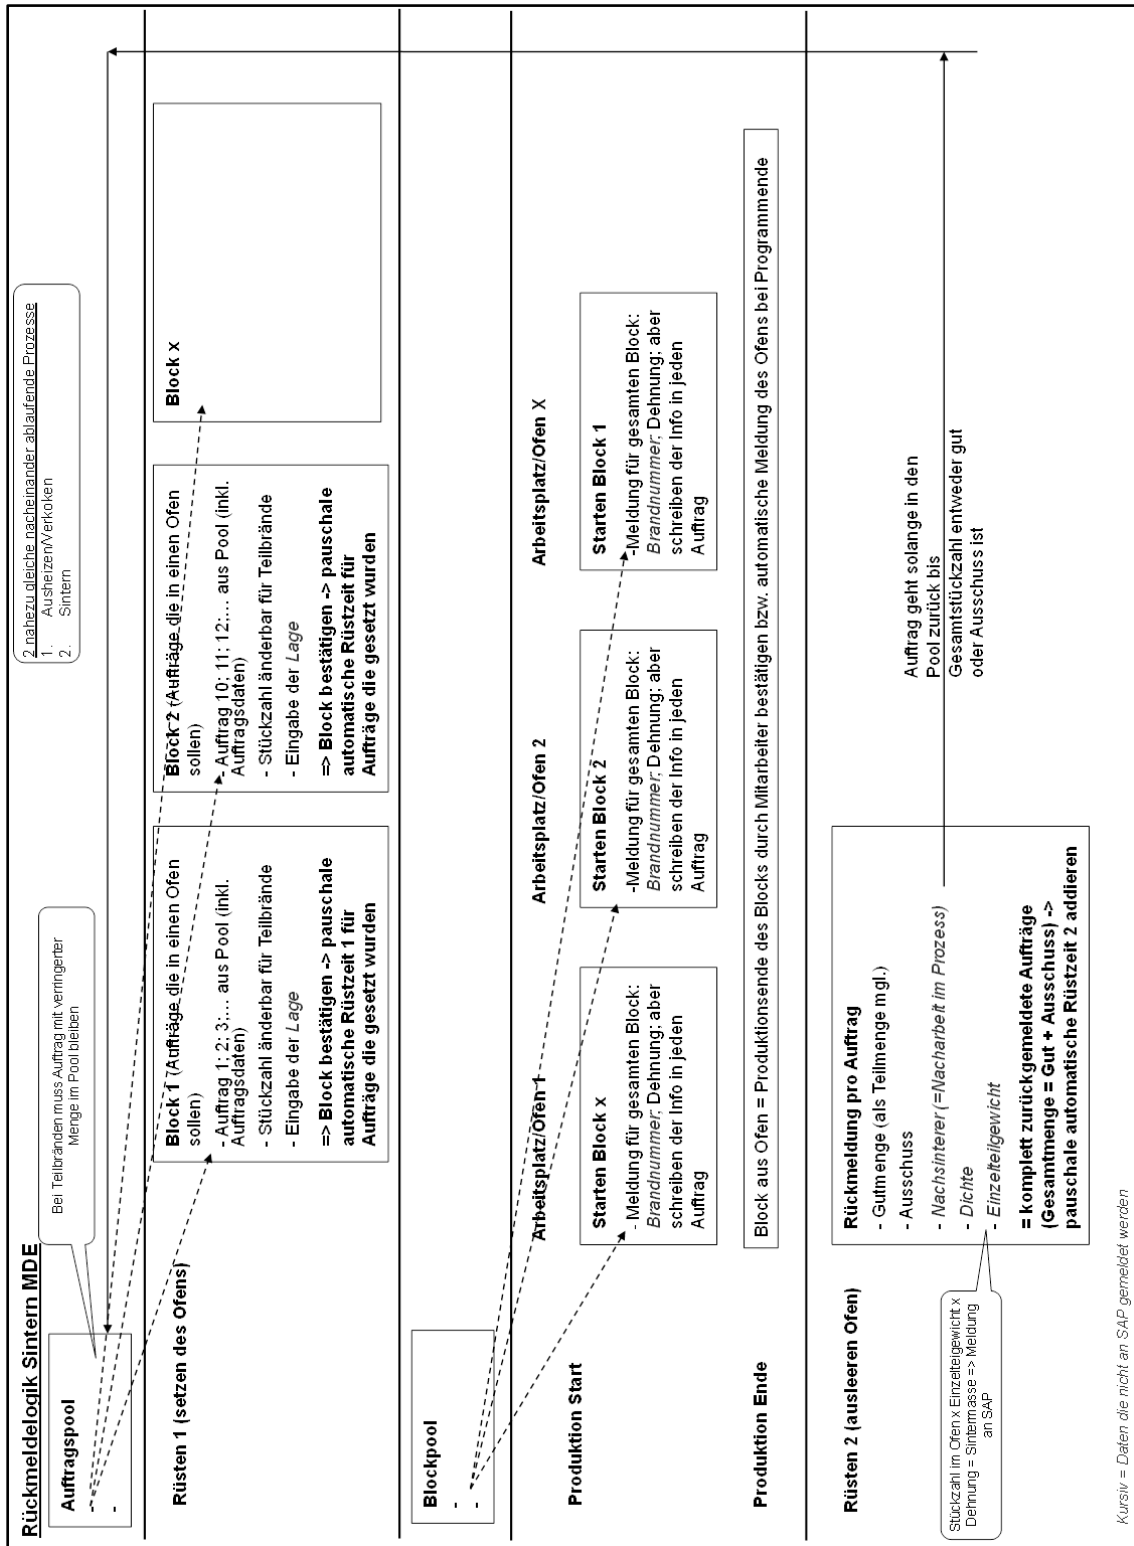 Rückmeldelogik Sintern MDE
2 nahezu gleiche nacheinander ablaufende Prozesse
1. Ausheizen/Verkoken
2. Sintern
Bei Teilbränden muss Auftrag mit verringerter
Menge im Pool bleiben
Auftragspool
-
-
Rüsten 1 (setzen des Ofens)
Block 1 (Aufträge die in einen Ofen
sollen)
- Auftrag 1; 2; 3;... aus Pool (inkl.
Auftragsdaten)
- Stückzahl änderbar für Teilbrände
- Eingabe der Lage
=> Block bestätigen -> pauschale
automatische Rüstzeit 1 für
Aufträge die gesetzt wurden
Block 2 (Aufträge die in einen Ofen
sollen)
- Auftrag 10; 11; 12:... aus Pool (inkl.
Auftragsdaten)
- Stückzahl änderbar für Teilbrände
- Eingabe der Lage
=> Block bestätigen -> pauschale
automatische Rüstzeit für
Aufträge die gesetzt wurden
Block x
Blockpool
-
-
Produktion Start
Arbeitsplatz/Ofen 1
Starten Block x
- Meldung für gesamten Block:
Brandnummer; Dehnung; aber
schreiben der Info in jeden
Auftrag
Arbeitsplatz/Ofen 2
Starten Block 2
-Meldung für gesamten Block:
Brandnummer; Dehnung; aber
schreiben der Info in jeden
Auftrag
Arbeitsplatz/Ofen X
Starten Block 1
-Meldung für gesamten Block:
Brandnummer; Dehnung; aber
schreiben der Info in jeden
Auftrag
Produktion Ende
Block aus Ofen = Produktionsende des Blocks durch Mitarbeiter bestätigen bzw. automatische Meldung des Ofens bei Programmende
Rüsten 2 (ausleeren Ofen)
Rückmeldung pro Auftrag
- Gutmenge (als Teilmenge mgl.)
- Ausschuss
- Nachsinterer (=Nacharbeit im Prozess)
- Dichte
- Einzelteilgewicht
= komplett zurückgemeldete Aufträge
(Gesamtmenge = Gut + Ausschuss) ->
pauschale automatische Rüstzeit 2 addieren
Auftrag geht solange in den
Pool zurück bis
Gesamtstückzahl entweder gut
oder Ausschuss ist
Stückzahl im Ofen x Einzelteilgewicht x
Dehnung = Sintermasse => Meldung
an SAP
Kursiv = Daten die nicht an SAP gemeldet werden